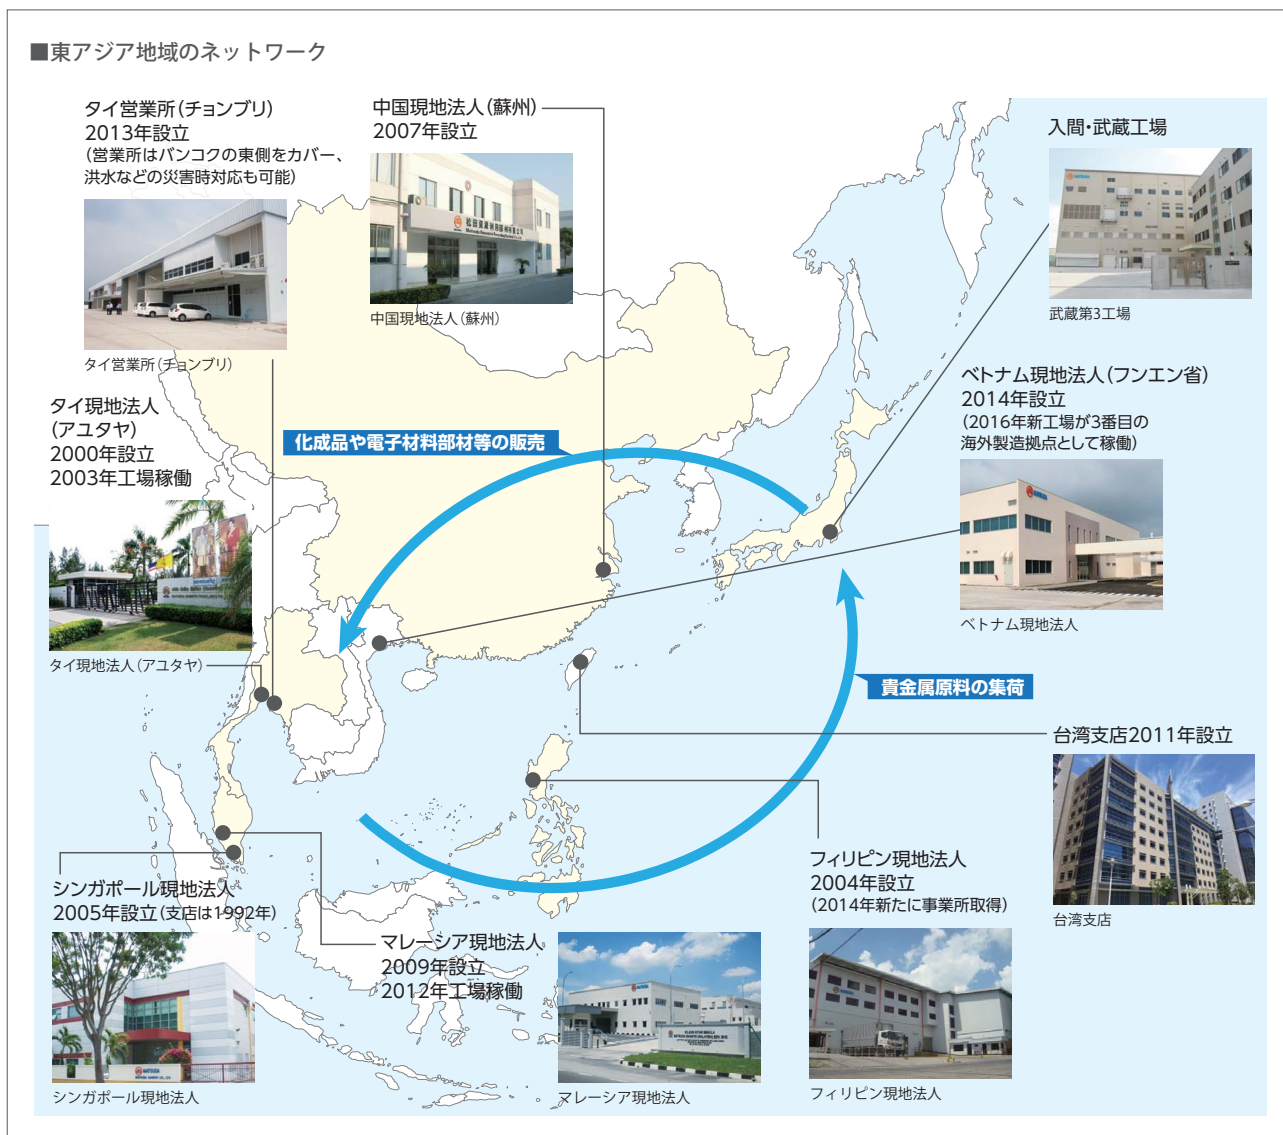 ■東アジア地域のネットワーク
タイ営業所(チョンブリ)
2013年設立
(営業所はバンコクの東側をカバー、
洪水などの災害時対応も可能)
タイ営業所(チョンブリ)
中国現地法人(蘇州)
2007年設立
中国現地法人(蘇州)
入間・武蔵工場
武蔵第3工場
タイ現地法人
(アユタヤ)
2000年設立
2003年工場稼働
タイ現地法人(アユタヤ)
化成品や電子材料部材等の販売
ベトナム現地法人(フンエン省)
2014年設立
(2016年新工場が3番目の
海外製造拠点として稼働)
ベトナム現地法人
貴金属原料の集荷
台湾支店2011年設立
台湾支店
シンガポール現地法人
2005年設立(支店は1992年)
MATSUDA
シンガポール現地法人
マレーシア現地法人
2009年設立
2012年工場稼働
マレーシア現地法人
フィリピン現地法人
2004年設立
(2014年新たに事業所取得)
フィリピン現地法人